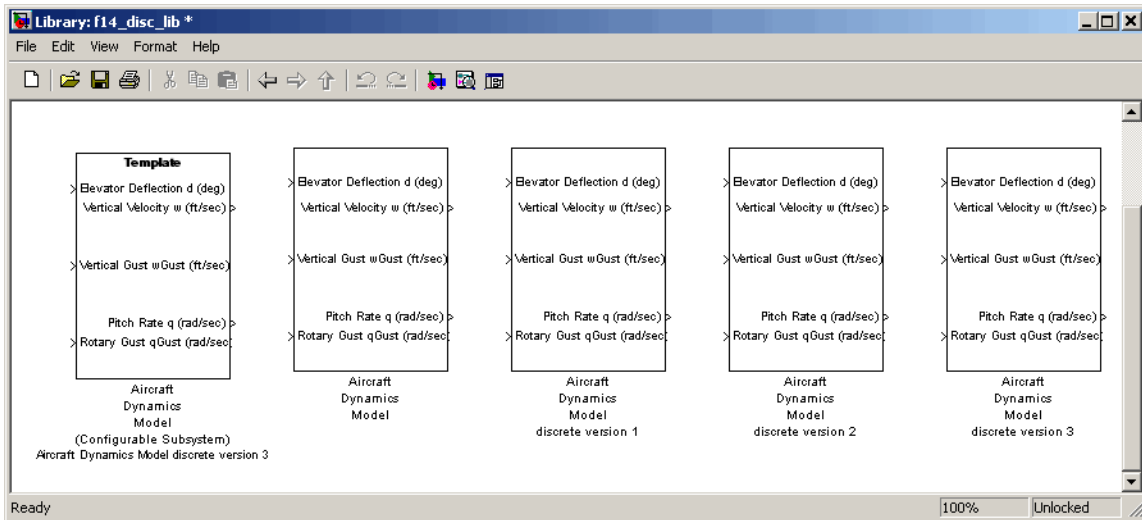 Library: f14_disc_lib *
File Edit View Format Help
Template
Elevator Deflection d (deg)
Vertical Velocity w (ft/sec)
Vertical Gust wGust (ft/sec)
Pitch Rate q (rad/sec)
Rotary Gust qGust (rad/sec
Aircraft
Dynamics
Model
(Configurable Subsystem)
Aircraft Dynamics Model discrete version 3
Elevator Deflection d (deg)
Vertical Velocity w (ft/sec)
Vertical Gust wGust (ft/sec)
Pitch Rate q (rad/sec)
Rotary Gust qGust (rad/sec
Aircraft
Dynamics
Model
Elevator Deflection d (deg)
Vertical Velocity w (ft/sec)
Vertical Gust wGust (ft/sec)
Pitch Rate q (rad/sec)
Rotary Gust qGust (rad/sec
Aircraft
Dynamics
Model
discrete version 1
Elevator Deflection d (deg)
Vertical Velocity w (ft/sec)
Vertical Gust wGust (ft/sec)
Pitch Rate q (rad/sec)
Rotary Gust qGust (rad/sec
Aircraft
Dynamics
Model
discrete version 2
Elevator Deflection d (deg)
Vertical Velocity w (ft/sec)
Vertical Gust wGust (ft/sec)
Pitch Rate q (rad/sec)
Rotary Gust qGust (rad/sec
Aircraft
Dynamics
Model
discrete version 3
Ready 100% Unlocked